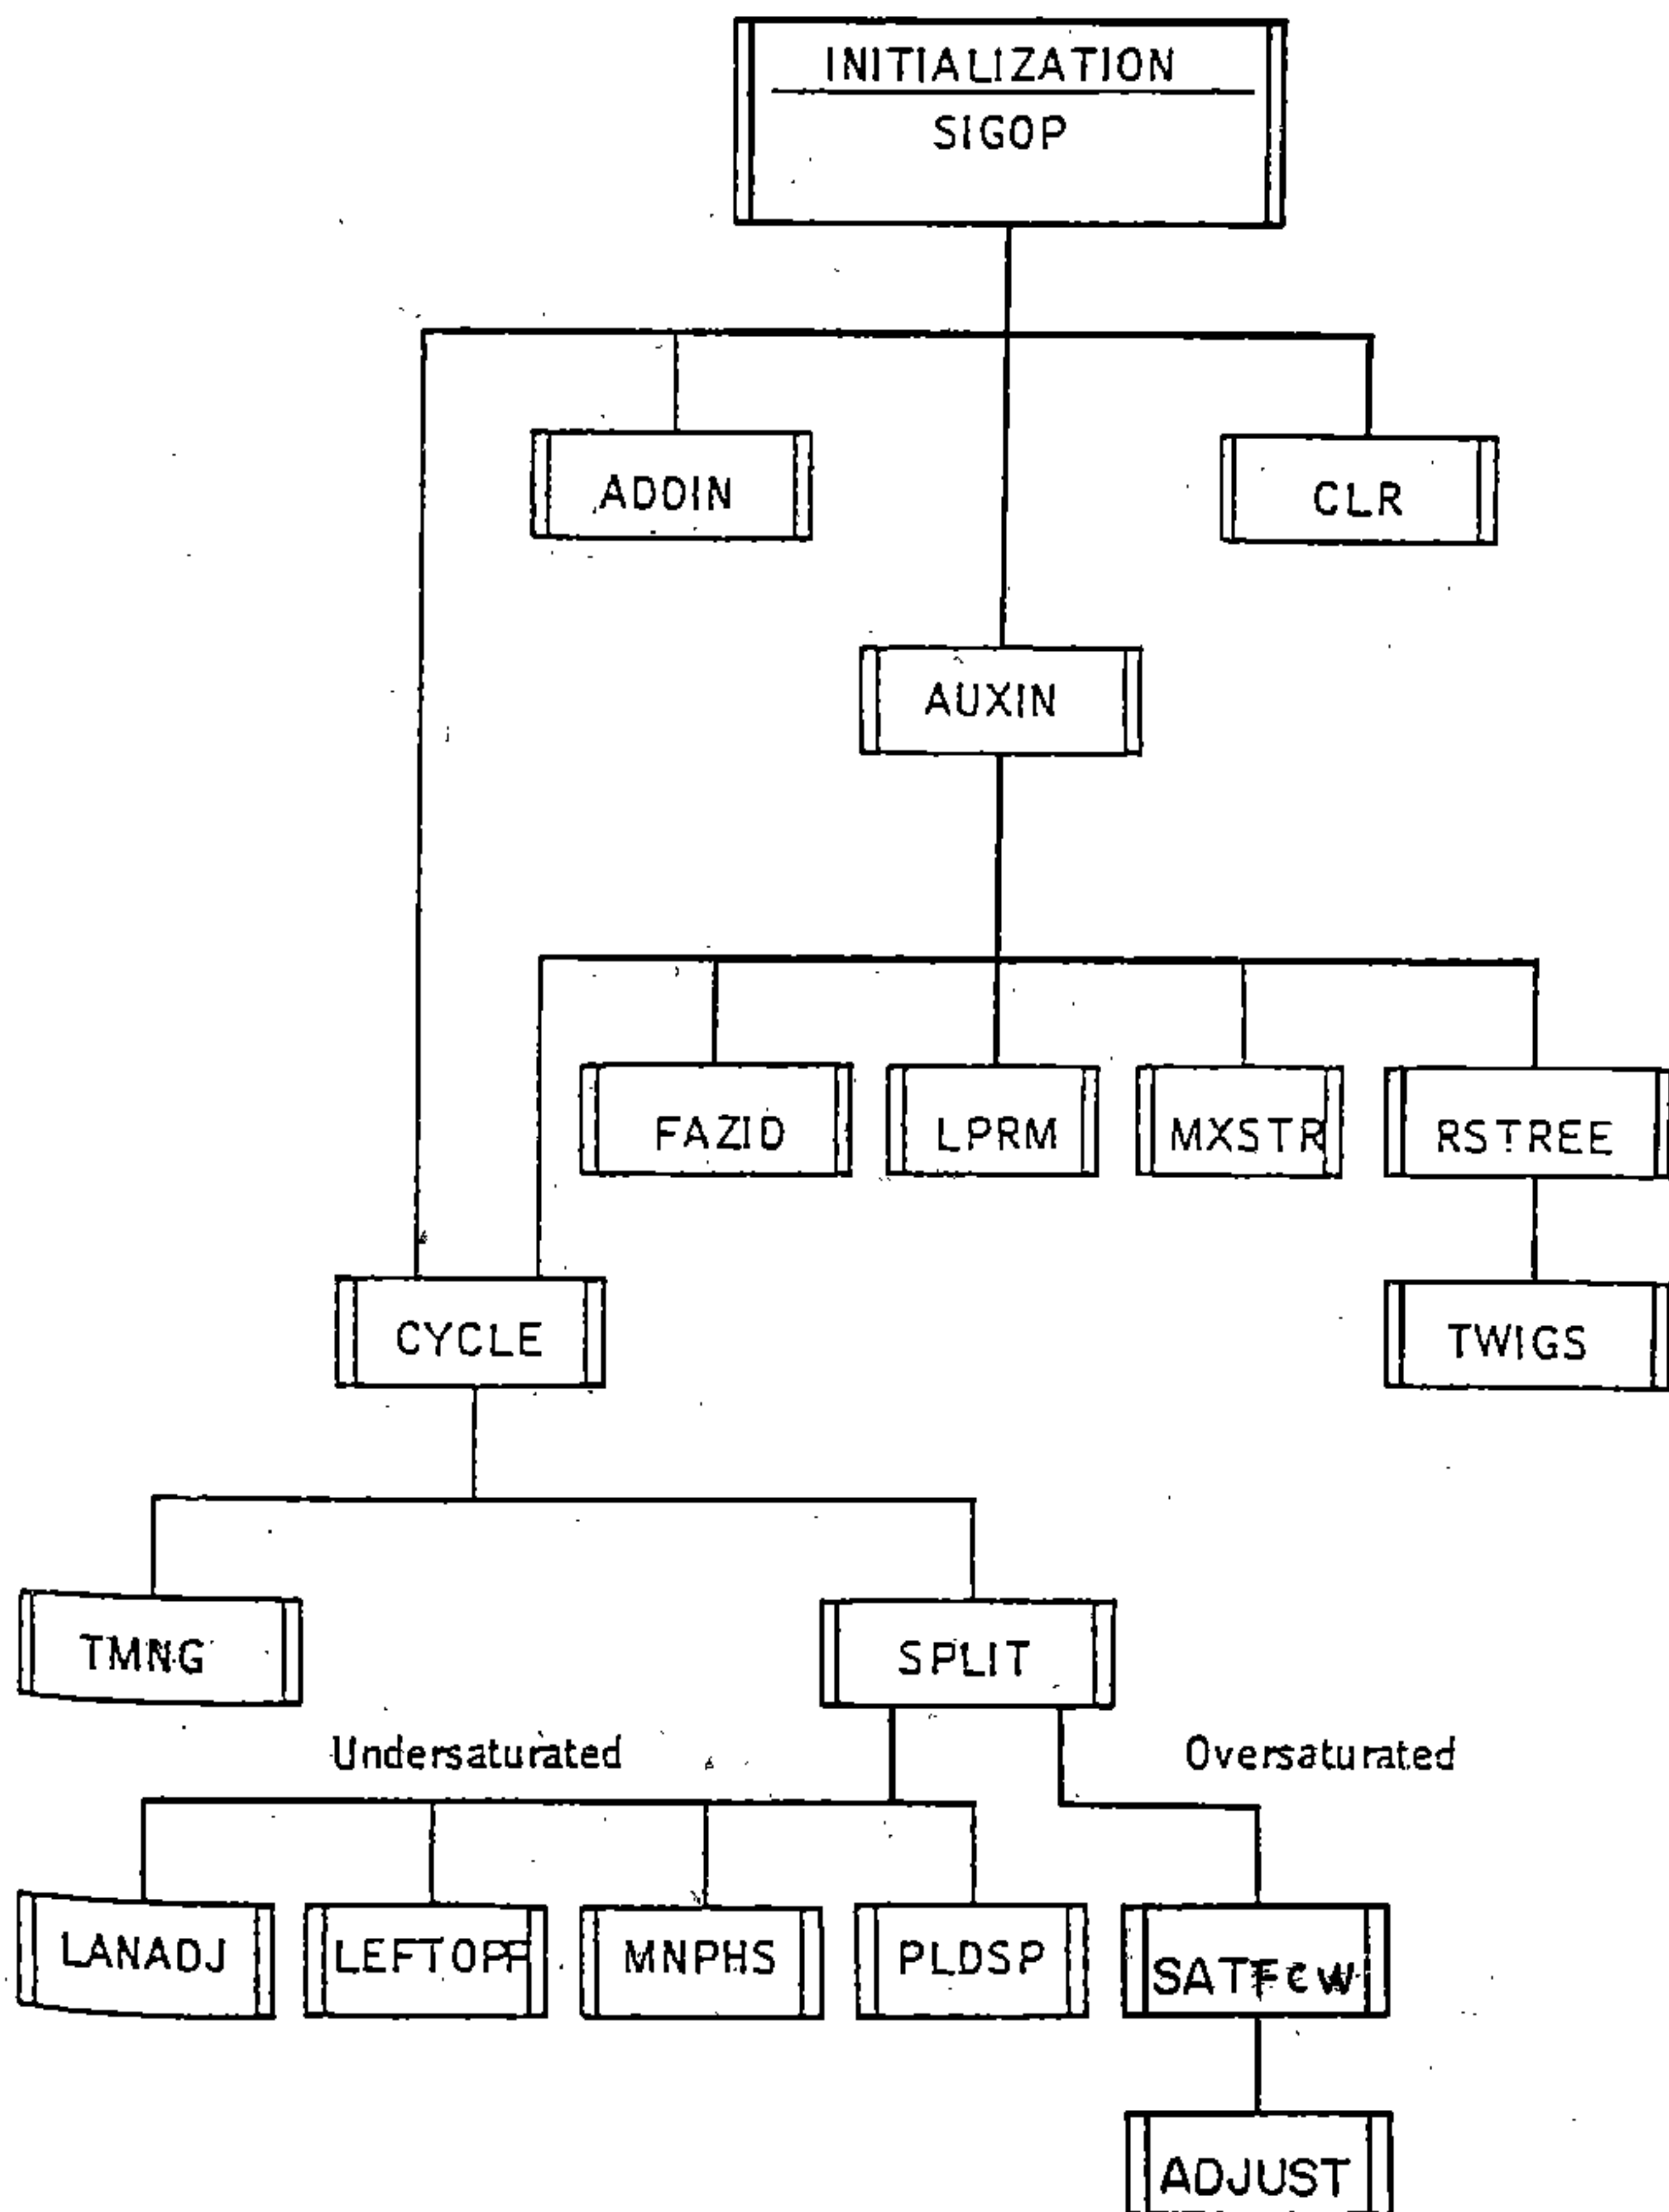 INITIALIZATION
SIGOP
ADDIN
CLR
AUXIN
FAZID
LPRM
MXSTR
RSTREE
CYCLE
TWIGS
TMNG
SPLIT
Undersaturated
Oversaturated
LANADJ
LEFTOPP
MNPHS
PLDSP
ADJUST